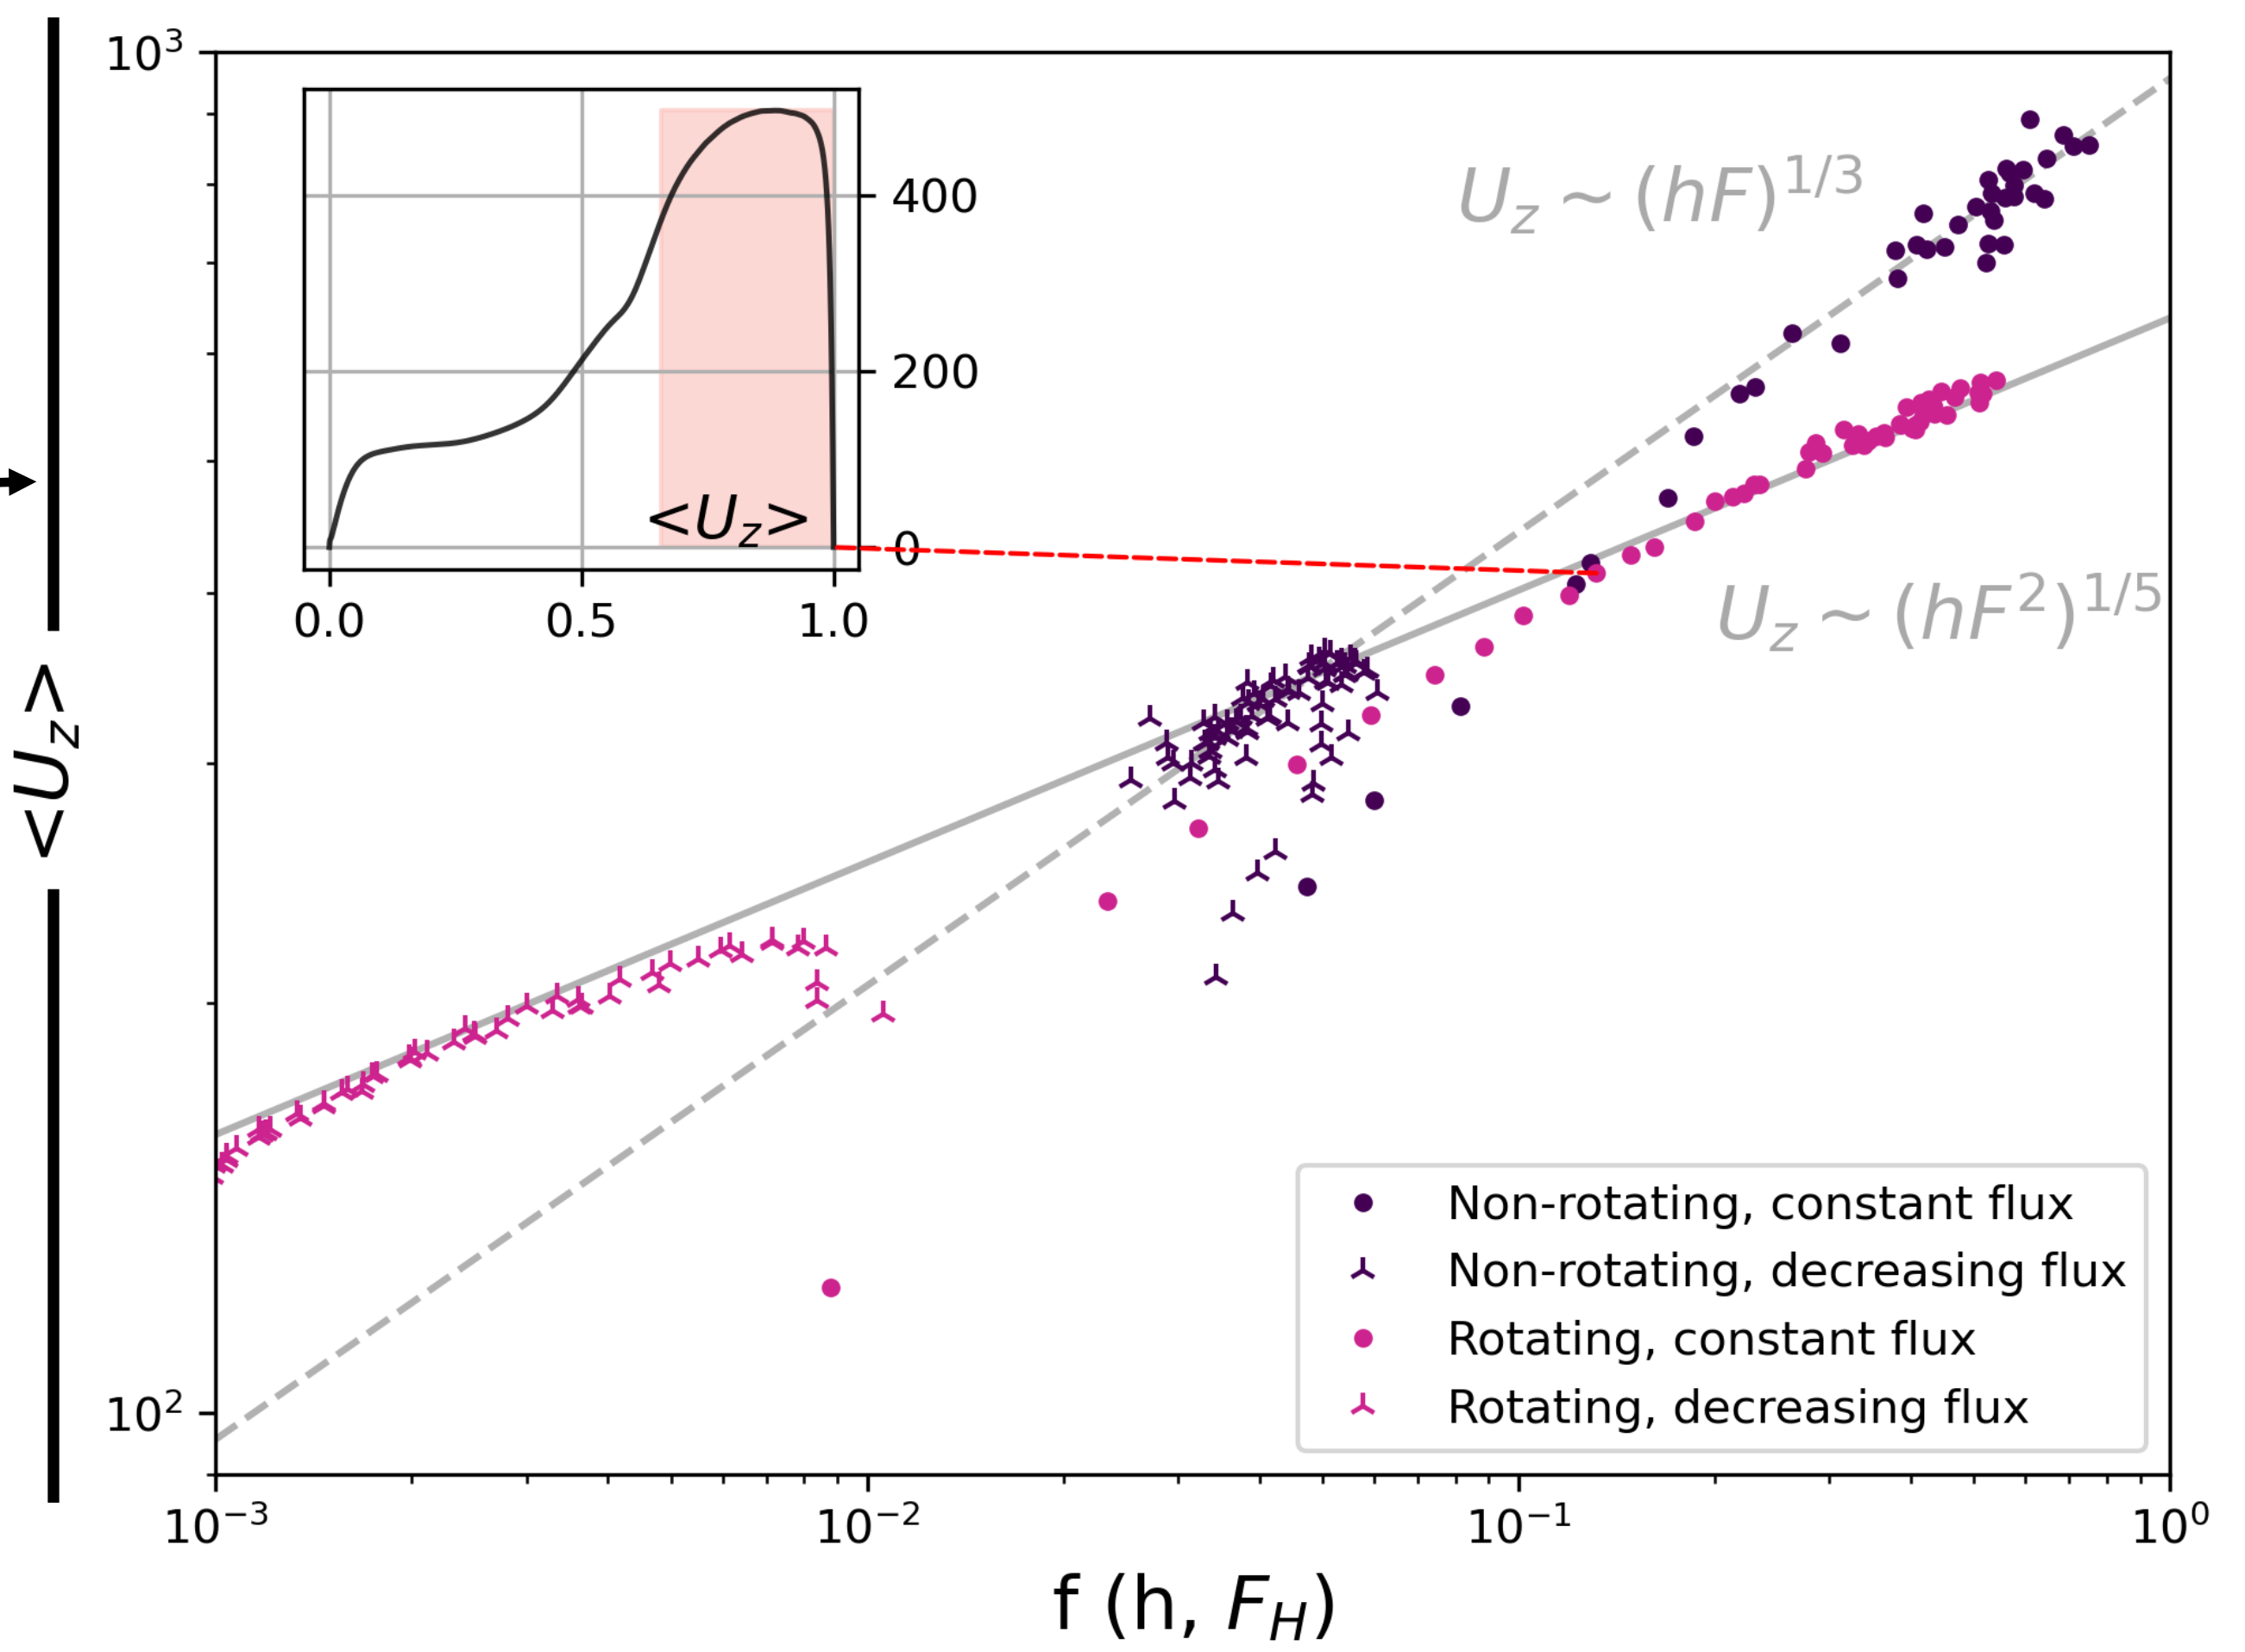 10³
400
200
0
<U_z>
0.0
0.5
1.0
U_z ~ (hF)^{1/3}
U_z ~ (hF²)^{1/5}
<U_z>
Non-rotating, constant flux
Non-rotating, decreasing flux
Rotating, constant flux
Rotating, decreasing flux
10²
10⁻³
10⁻²
10⁻¹
10⁰
f (h, F_H)